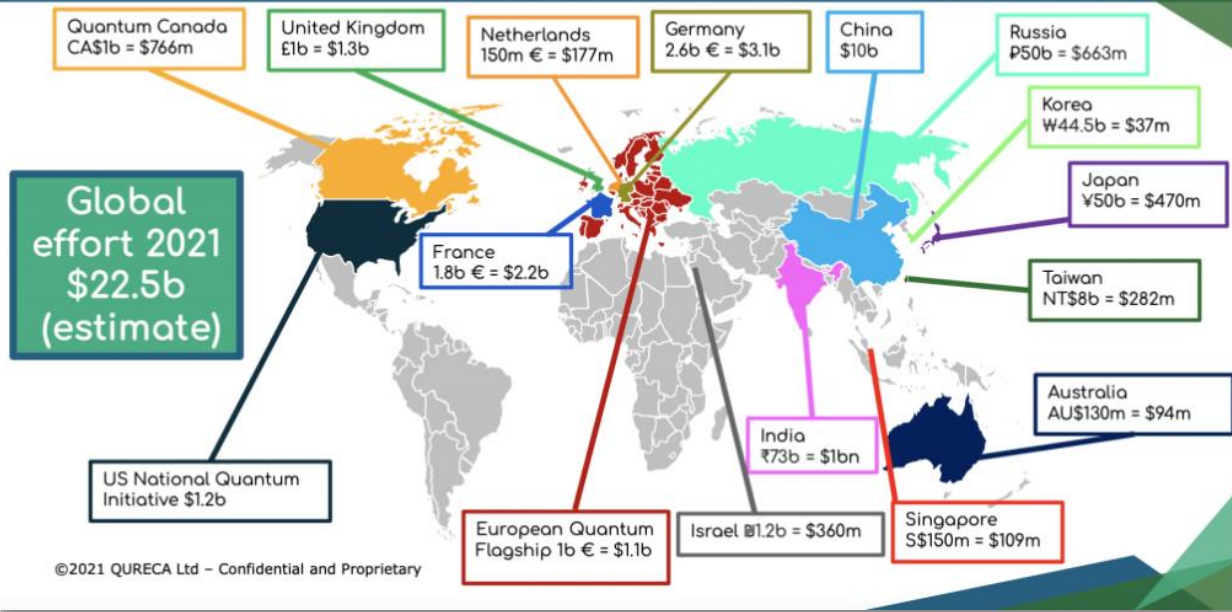 Quantum Canada
CA$1b = $766m
United Kingdom
£1b = $1.3b
Netherlands
150m € = $177m
Germany
2.6b € = $3.1b
China
$10b
Russia
₽50b = $663m
Korea
₩44.5b = $37m
Japan
¥50b = $470m
Global
effort 2021
$22.5b
(estimate)
France
1.8b € = $2.2b
Taiwan
NT$8b = $282m
Australia
AU$130m = $94m
India
₹73b = $1bn
US National Quantum
Initiative $1.2b
European Quantum
Flagship 1b € = $1.1b
Israel ₪1.2b = $360m
Singapore
S$150m = $109m
©2021 QURECA Ltd – Confidential and Proprietary